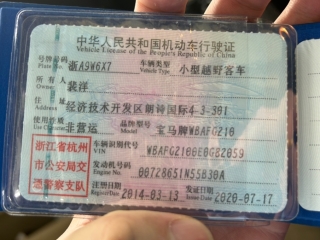 中华人民共和国机动车行驶证
Vehicle License of the People's Republic of China
号牌号码 浙A9W6X7 车辆类型 小型越野客车
Plate No. Vehicle Type
所有人 裴洋
Owner
住址 经济技术开发区朗诗国际4-3-301
Address
使用性质 非营运 品牌型号 宝马牌WBAFG210
Use Character Model
浙江省杭州
市公安局交
通警察支队
车辆识别代号
VIN
发动机号码 00728651N55B30A
Engine No.
注册日期 2014-03-13 发证日期 2020-07-17
Register Date Issue Date